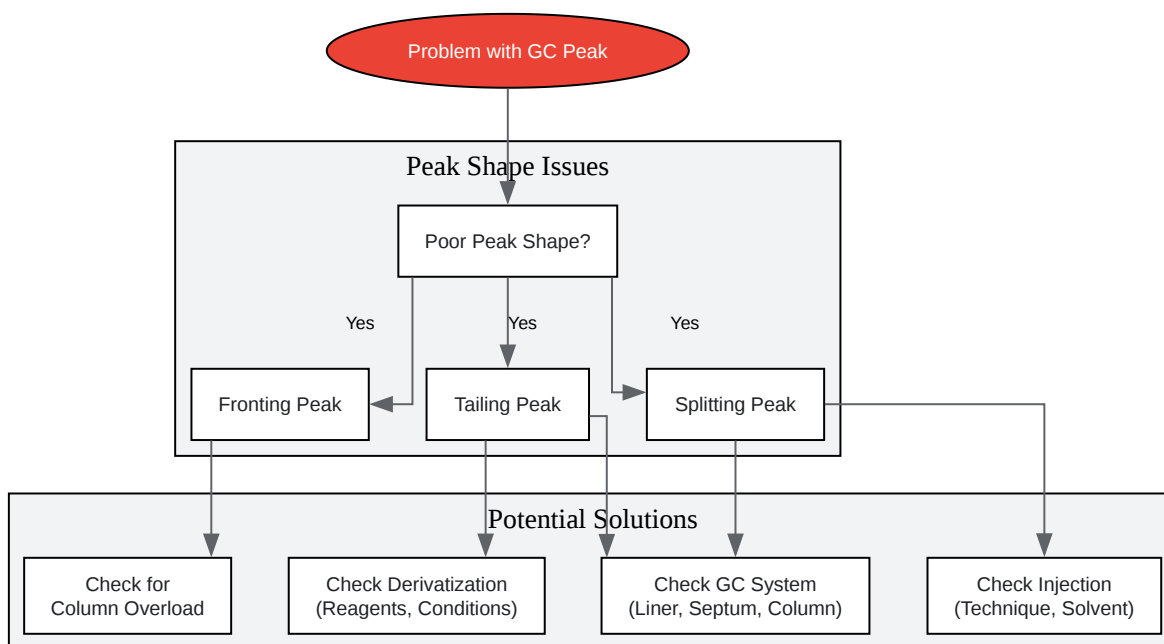 Problem with GC Peak
Peak Shape Issues
Poor Peak Shape?
Yes
Yes
Yes
Fronting Peak
Tailing Peak
Splitting Peak
Potential Solutions
Check for
Column Overload
Check Derivatization
(Reagents, Conditions)
Check GC System
(Liner, Septum, Column)
Check Injection
(Technique, Solvent)